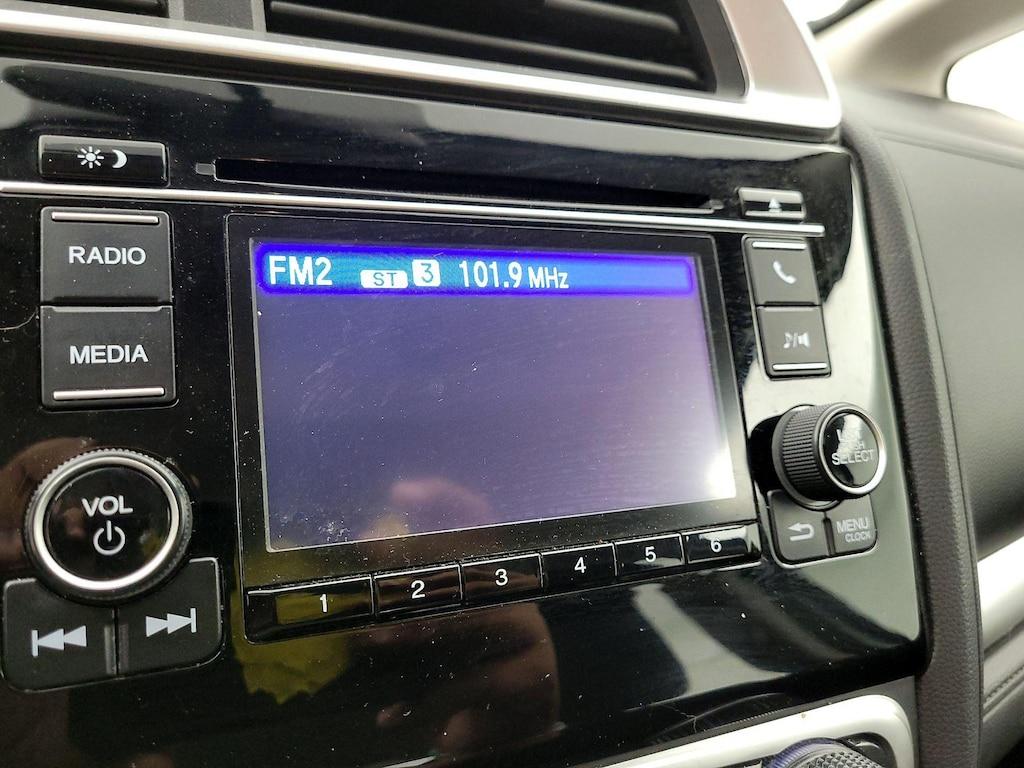 RADIO
MEDIA
VOL
FM2 ST 3 101.9 MHz
1 2 3 4 5 6
SELECT
MENU
CLOCK